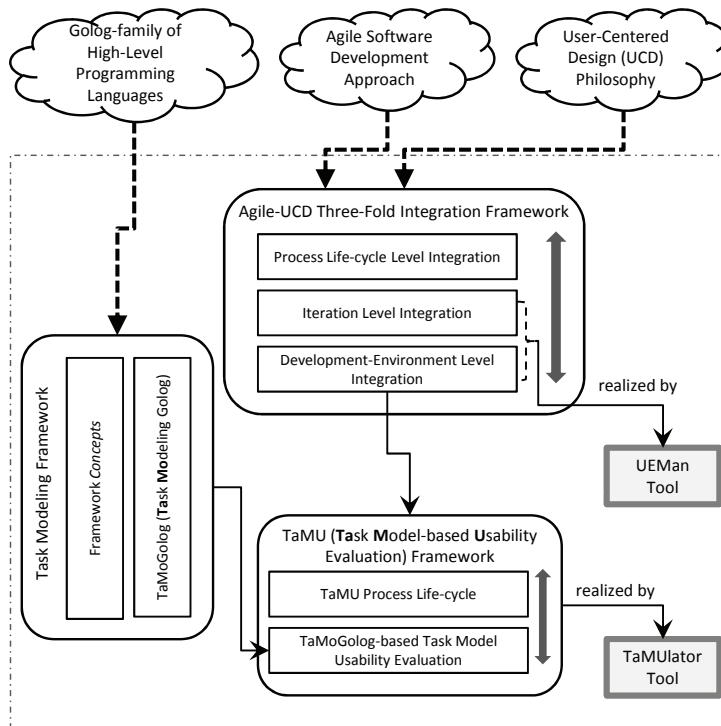 Golog-family of
High-Level
Programming
Languages
Agile Software
Development
Approach
User-Centered
Design (UCD)
Philosophy
Agile-UCD Three-Fold Integration Framework
Process Life-cycle Level Integration
Iteration Level Integration
Development-Environment Level
Integration
realized by
UEMan
Tool
Task Modeling Framework
Framework Concepts
TaMoGolog (Task Modeling Golog)
TaMU (Task Model-based Usability
Evaluation) Framework
TaMU Process Life-cycle
TaMoGolog-based Task Model
Usability Evaluation
realized by
TaMUlator
Tool